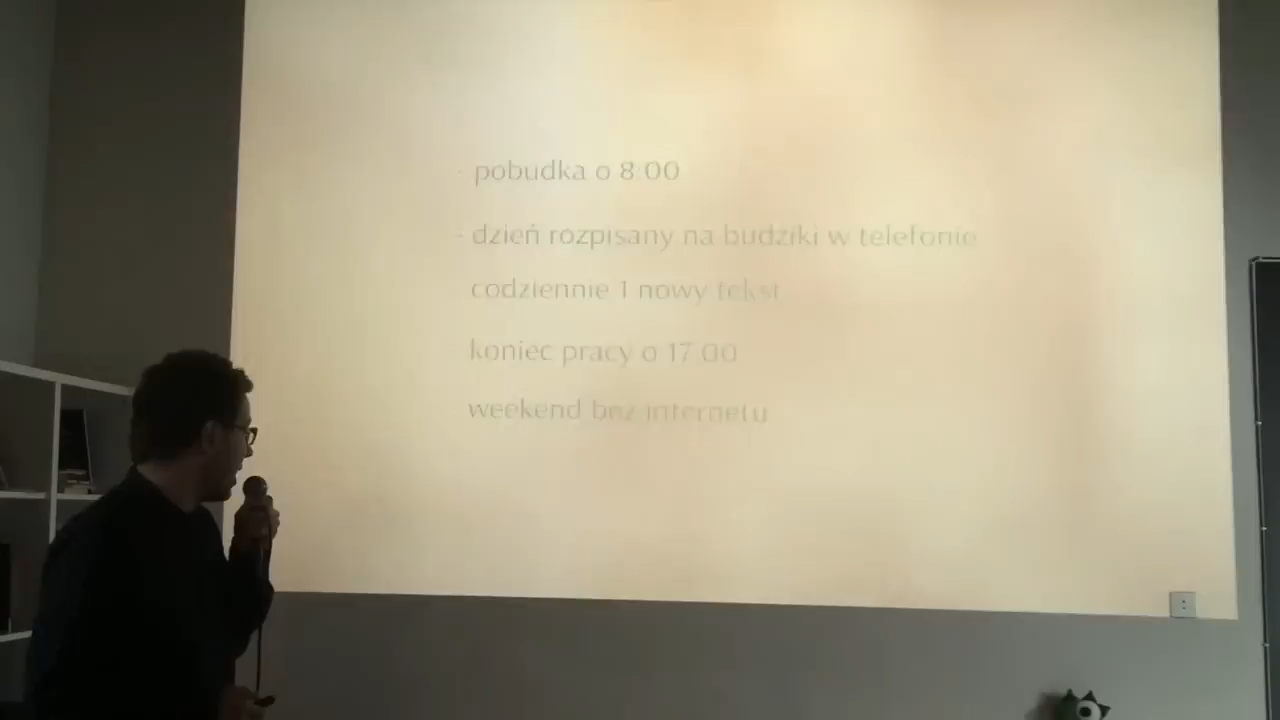 - pobudka o 8:00
- dzień rozpisany na budziki w telefonie
codziennie 1 nowy tekst
koniec pracy o 17:00
weekend bez internetu